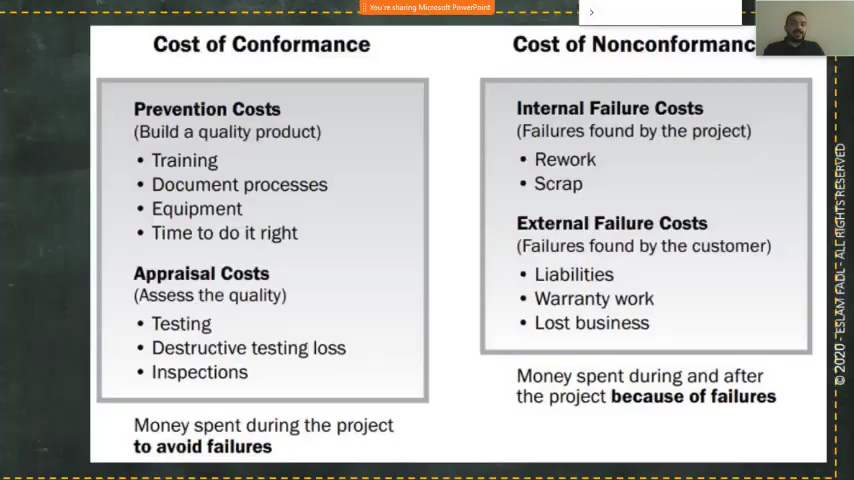 You're sharing Microsoft PowerPoint
Cost of Conformance
Prevention Costs
(Build a quality product)
• Training
• Document processes
• Equipment
• Time to do it right
Appraisal Costs
(Assess the quality)
• Testing
• Destructive testing loss
• Inspections
Money spent during the project
to avoid failures
Cost of Nonconformanc
Internal Failure Costs
(Failures found by the project)
• Rework
• Scrap
External Failure Costs
(Failures found by the customer)
• Liabilities
• Warranty work
• Lost business
Money spent during and after
the project because of failures
© 2020 - ESLAM FADL - ALL RIGHTS RESERVED